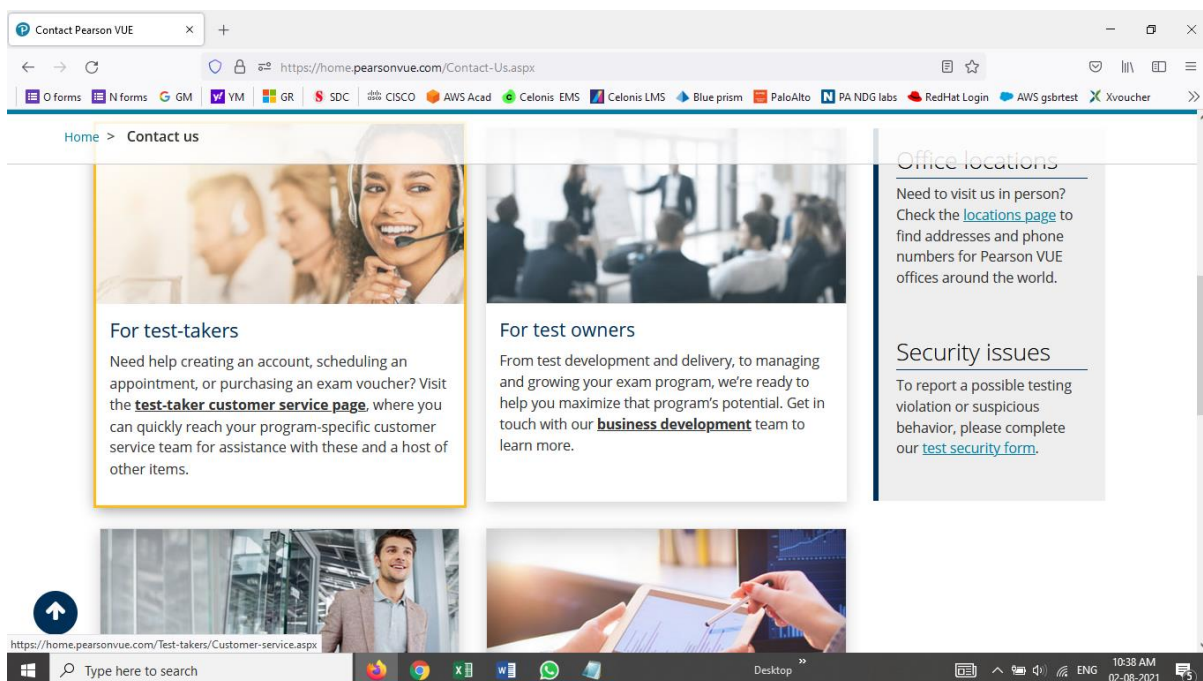 Contact Pearson VUE
https://home.pearsonvue.com/Contact-Us.aspx
O forms N forms GM YM GR SDC CISCO AWS Acad Celonis EMS Celonis LMS Blue prism PaloAlto PA NDG labs RedHat Login AWS gsbrtest Xvoucher
Home > Contact us
For test-takers
Need help creating an account, scheduling an
appointment, or purchasing an exam voucher? Visit
the test-taker customer service page, where you
can quickly reach your program-specific customer
service team for assistance with these and a host of
other items.
For test owners
From test development and delivery, to managing
and growing your exam program, we’re ready to
help you maximize that program’s potential. Get in
touch with our business development team to
learn more.
Office locations
Need to visit us in person?
Check the locations page to
find addresses and phone
numbers for Pearson VUE
offices around the world.
Security issues
To report a possible testing
violation or suspicious
behavior, please complete
our test security form.
https://home.pearsonvue.com/Test-takers/Customer-service.aspx
Type here to search
Desktop
ENG
10:38 AM
02-08-2021
5